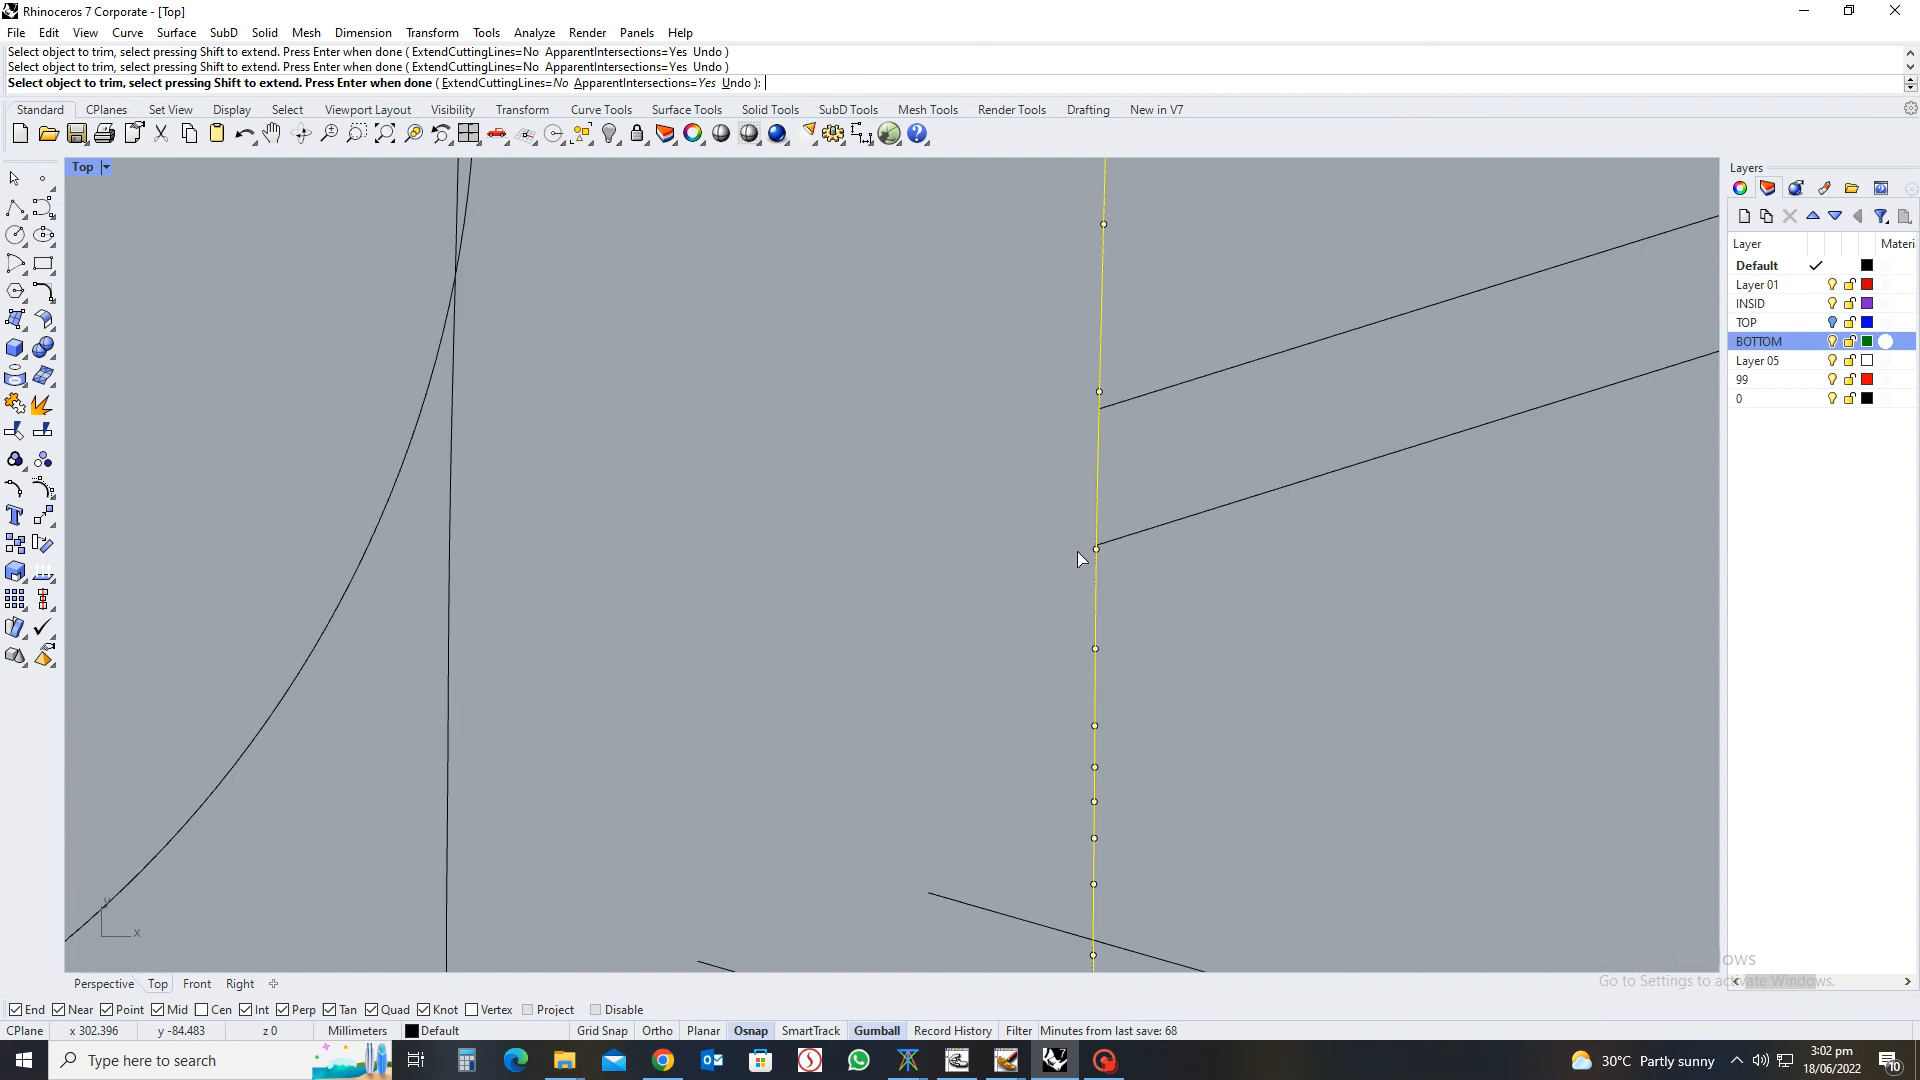 Rhinoceros 7 Corporate - [Top]
File Edit View Curve Surface SubD Solid Mesh Dimension Transform Tools Analyze Render Panels Help
Select object to trim, select pressing Shift to extend. Press Enter when done ( ExtendCuttingLines=No ApparentIntersections=Yes Undo )
Select object to trim, select pressing Shift to extend. Press Enter when done ( ExtendCuttingLines=No ApparentIntersections=Yes Undo )
Select object to trim, select pressing Shift to extend. Press Enter when done ( ExtendCuttingLines=No ApparentIntersections=Yes Undo ):
Standard CPlanes Set View Display Select Viewport Layout Visibility Transform Curve Tools Surface Tools Solid Tools SubD Tools Mesh Tools Render Tools Drafting New in V7
Top
Layers
Layer Materi
Default
Layer 01
INSID
TOP
BOTTOM
Layer 05
99
0
y
x
Go to Settings to activate Windows.
Perspective Top Front Right
End Near Point Mid Cen Int Perp Tan Quad Knot Vertex Project Disable
CPlane x 302.396 y -84.483 z 0 Millimeters Default Grid Snap Ortho Planar Osnap SmartTrack Gumball Record History Filter Minutes from last save: 68
Type here to search
30°C Partly sunny
3:02 pm
18/06/2022
10